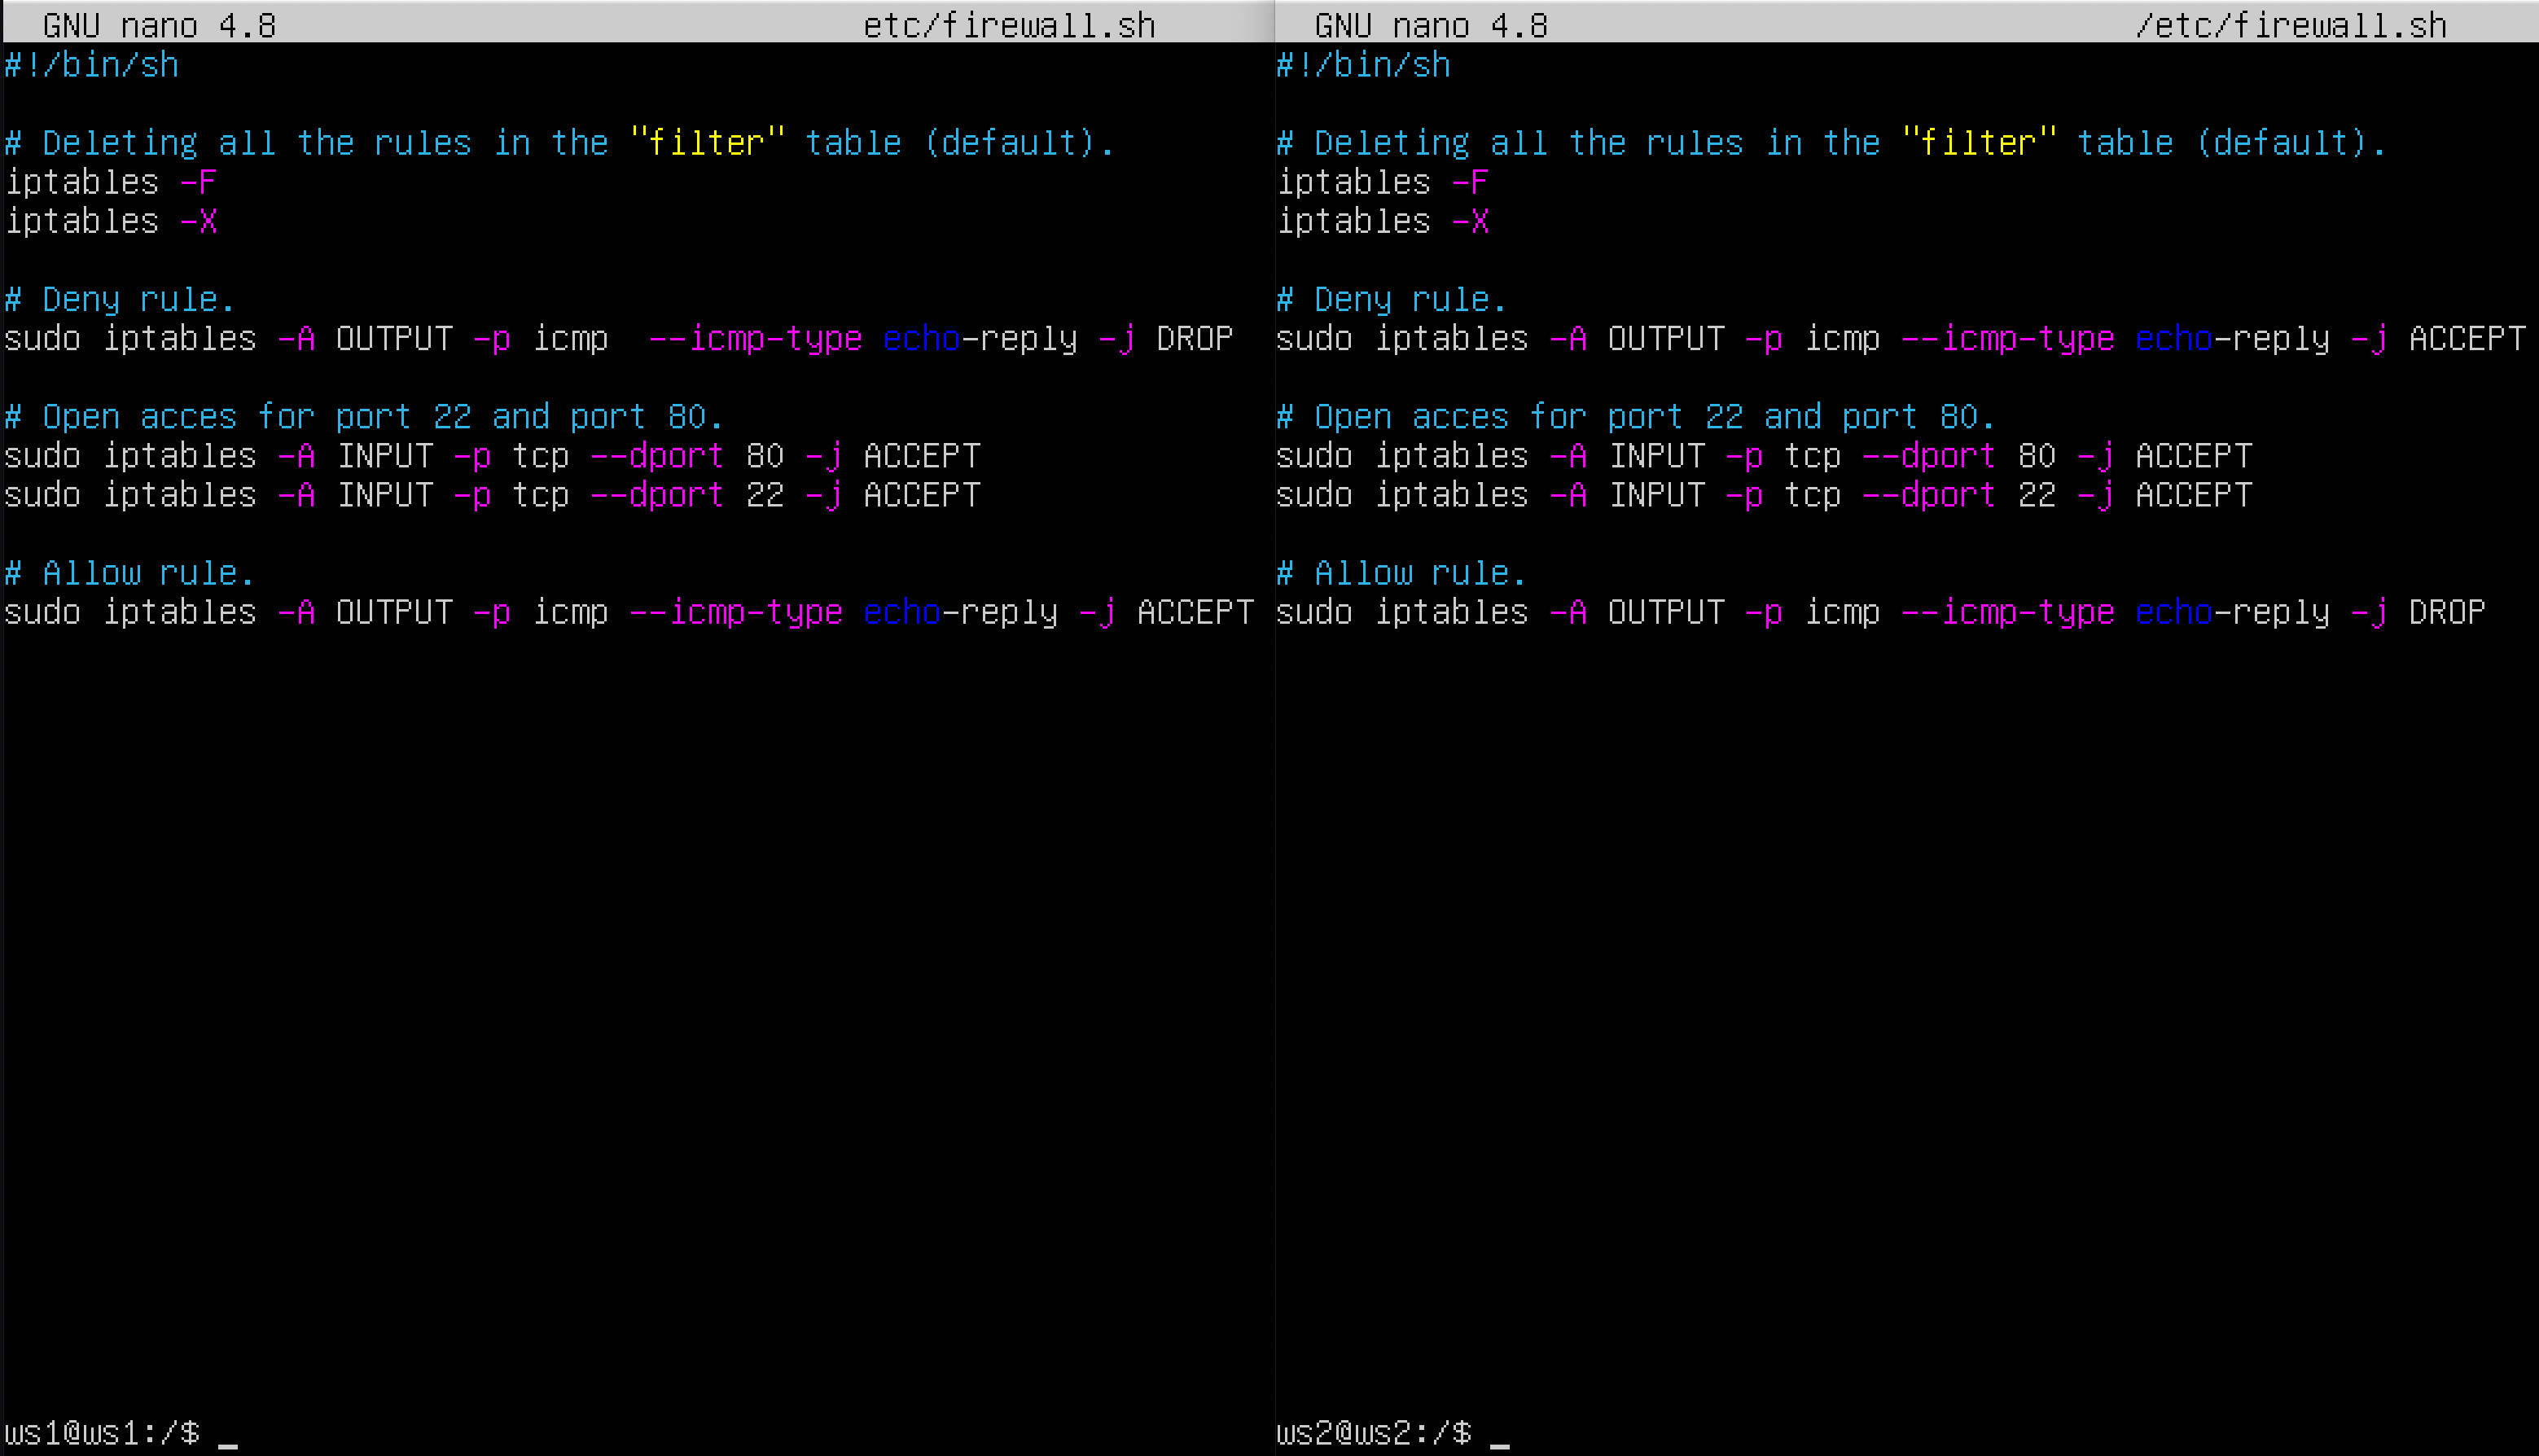 GNU nano 4.8 etc/firewall.sh
#!/bin/sh
# Deleting all the rules in the "filter" table (default).
iptables -F
iptables -X
# Deny rule.
sudo iptables -A OUTPUT -p icmp  --icmp-type echo-reply -j DROP
# Open acces for port 22 and port 80.
sudo iptables -A INPUT -p tcp --dport 80 -j ACCEPT
sudo iptables -A INPUT -p tcp --dport 22 -j ACCEPT
# Allow rule.
sudo iptables -A OUTPUT -p icmp --icmp-type echo-reply -j ACCEPT
ws1@ws1:/$ _
GNU nano 4.8 /etc/firewall.sh
#!/bin/sh
# Deleting all the rules in the "filter" table (default).
iptables -F
iptables -X
# Deny rule.
sudo iptables -A OUTPUT -p icmp --icmp-type echo-reply -j ACCEPT
# Open acces for port 22 and port 80.
sudo iptables -A INPUT -p tcp --dport 80 -j ACCEPT
sudo iptables -A INPUT -p tcp --dport 22 -j ACCEPT
# Allow rule.
sudo iptables -A OUTPUT -p icmp --icmp-type echo-reply -j DROP
ws2@ws2:/$ _